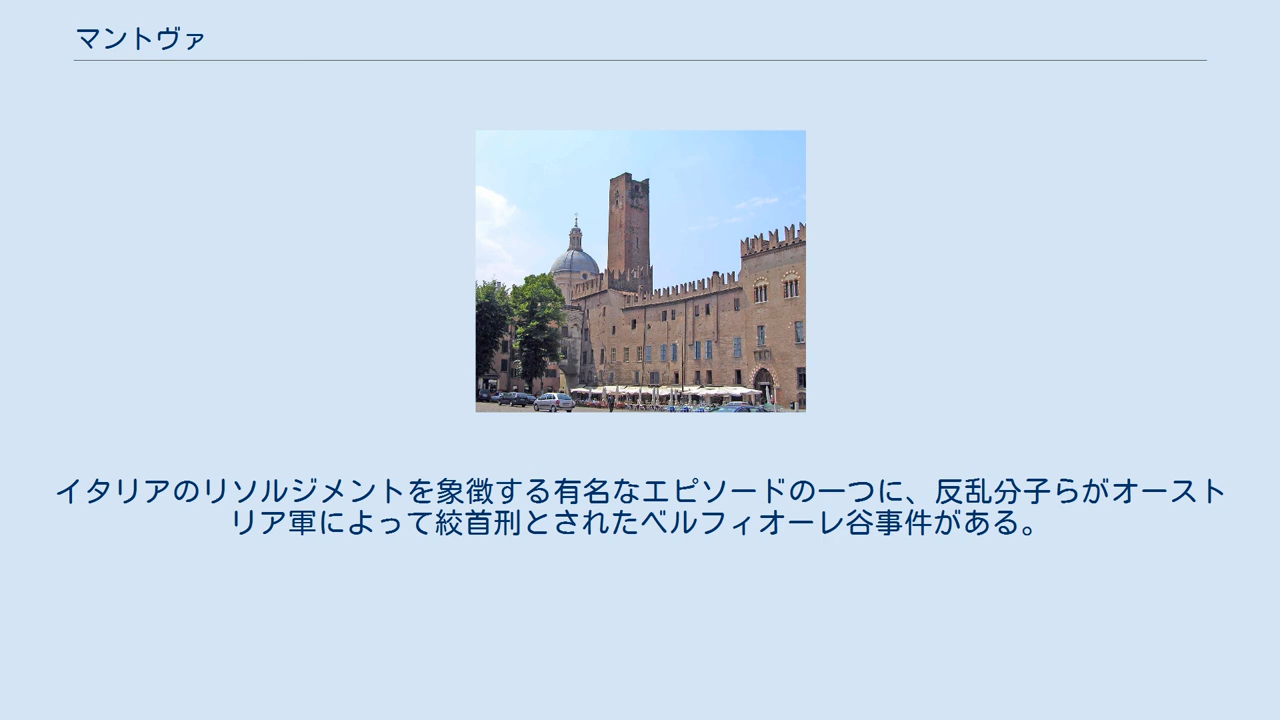 マントヴァ
イタリアのリソルジメントを象徴する有名なエピソードの一つに、反乱分子らがオースト
リア軍によって絞首刑とされたベルフィオーレ谷事件がある。